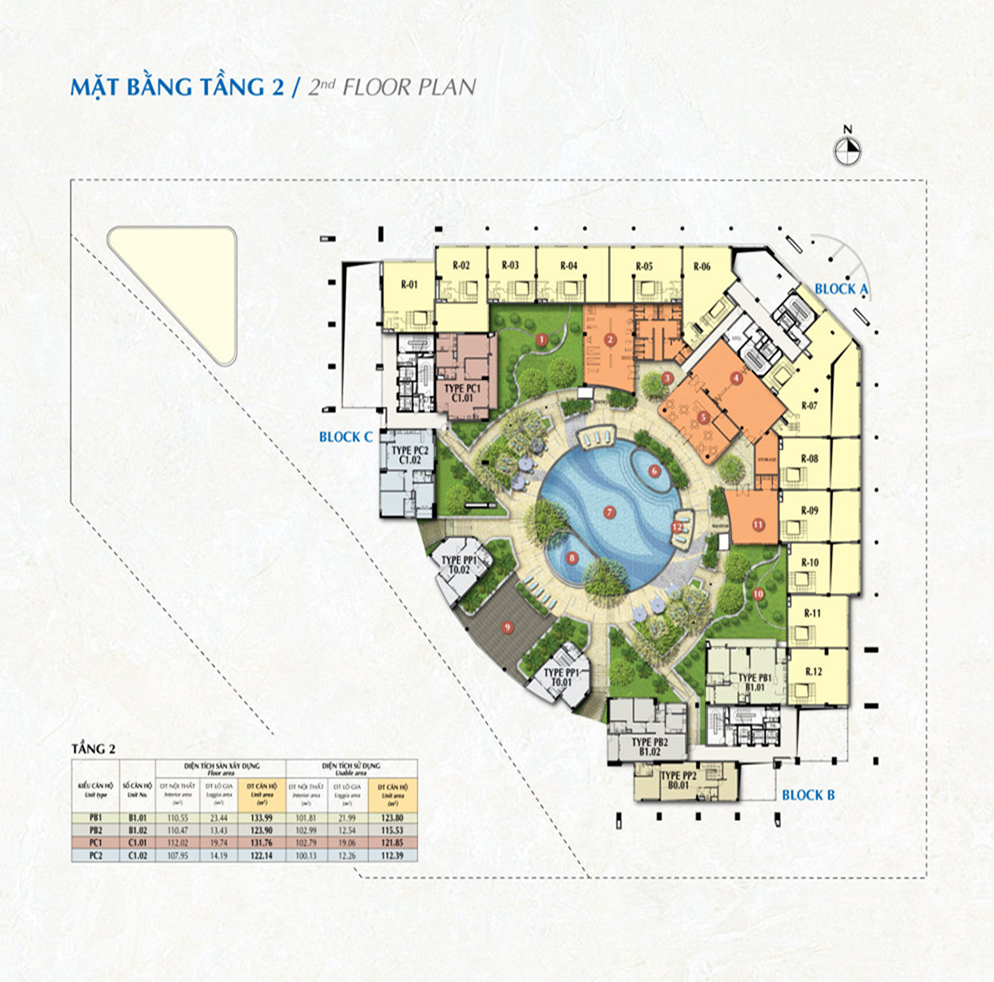 MẶT BẰNG TẦNG 2 / 2nd FLOOR PLAN
N
BLOCK A
R-01
R-02
R-03
R-04
R-05
R-06
1
2
3
4
5
TYPE PC1
C1.01
R-07
BLOCK C
TYPE PC2
C1.02
R-08
STORAGE
6
7
12
11
R-09
TYPE PP1
T0.02
8
R-10
10
R-11
9
TYPE PP1
T0.01
TYPE PB1
B1.01
R.12
TYPE PB2
B1.02
TYPE PP2
B0.01
BLOCK B
TẦNG 2
KIỂU CĂN HỘ Unit type SỐ CĂN HỘ Unit No. DIỆN TÍCH SÀN XÂY DỰNG Floor area DIỆN TÍCH SỬ DỤNG Usable area
DT NỘI THẤT Interior area (m²) DT LÔ GIA Loggia area (m²) DT CĂN HỘ Unit area (m²) DT NỘI THẤT Interior area (m²) DT LÔ GIA Loggia area (m²) DT CĂN HỘ Unit area (m²)
PB1 B1.01 110.55 23.44 133.99 101.81 21.99 123.80
PB2 B1.02 110.47 13.43 123.90 102.99 12.54 115.53
PC1 C1.01 112.02 19.74 131.76 102.79 19.06 121.85
PC2 C1.02 107.95 14.19 122.14 100.13 12.26 112.39